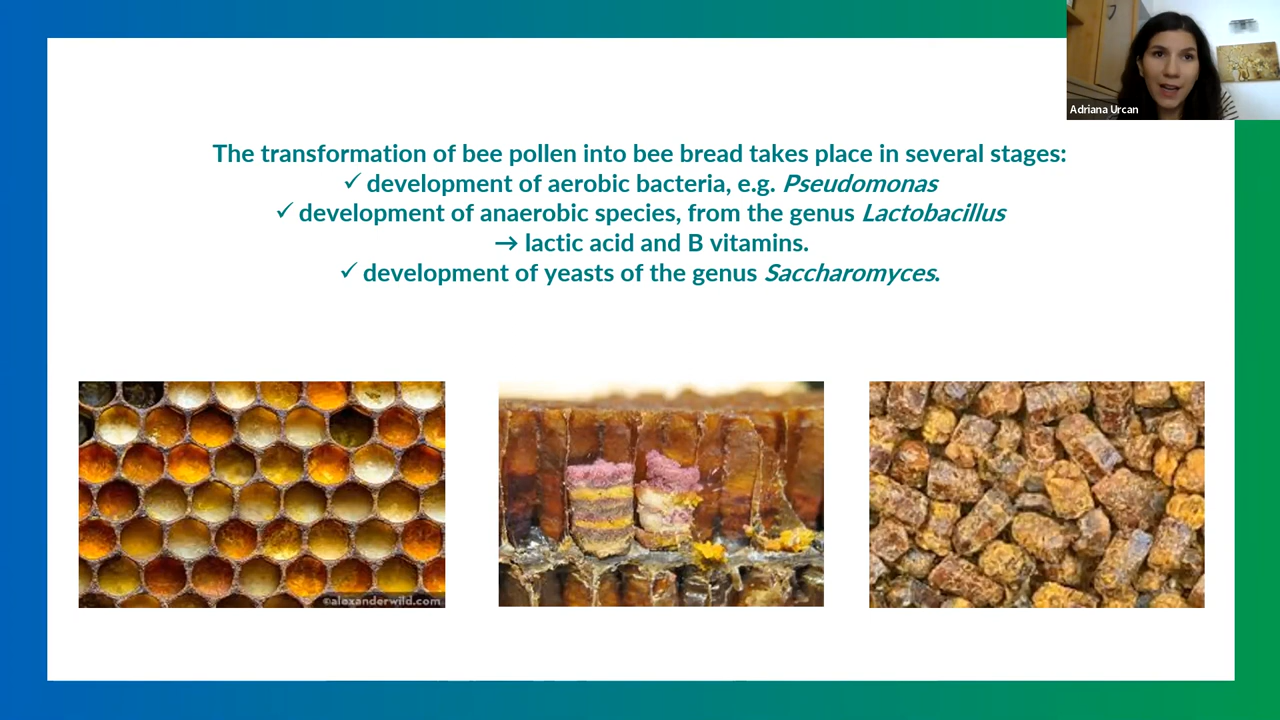 Adriana Urcan
The transformation of bee pollen into bee bread takes place in several stages:
✓ development of aerobic bacteria, e.g. Pseudomonas
✓ development of anaerobic species, from the genus Lactobacillus
→ lactic acid and B vitamins.
✓ development of yeasts of the genus Saccharomyces.
©alexanderwild.com